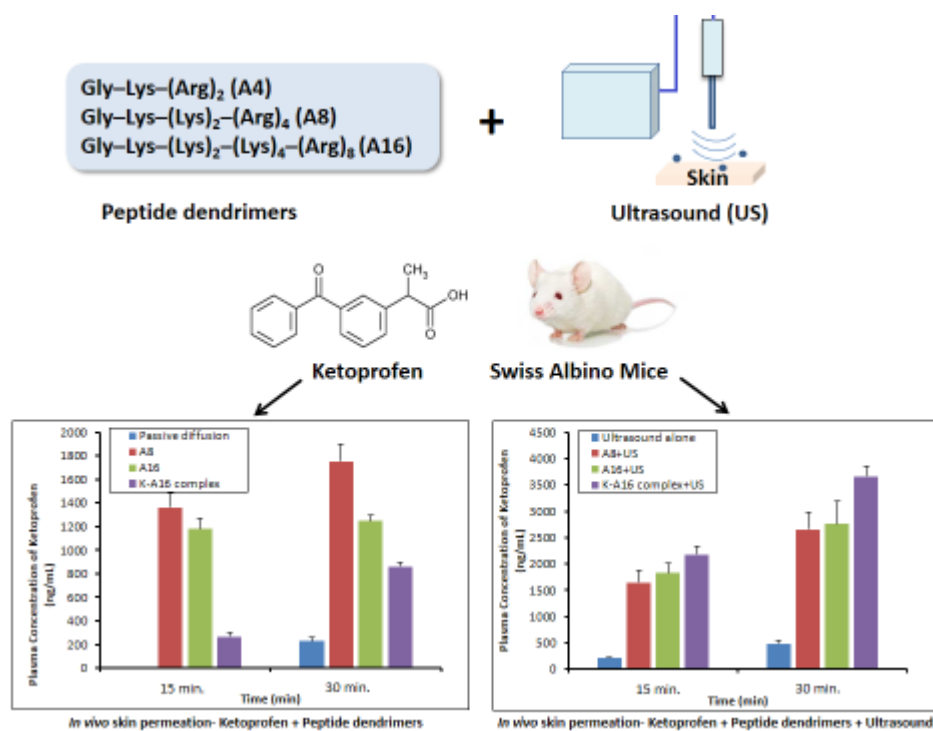 Gly–Lys–(Arg)₂ (A4)
Gly–Lys–(Lys)₂–(Arg)₄ (A8)
Gly–Lys–(Lys)₂–(Lys)₄–(Arg)₈ (A16)
+
Skin
Peptide dendrimers
Ultrasound (US)
O
CH₃
OH
O
Ketoprofen
Swiss Albino Mice
Plasma Concentration of Ketoprofen
(ng/mL)
2000
1800
1600
1400
1200
1000
800
600
400
200
0
Passive diffusion
A8
A16
K-A16 complex
15 min.
30 min.
Time (min)
In vivo skin permeation- Ketoprofen + Peptide dendrimers
Plasma Concentration of Ketoprofen
(ng/mL)
4500
4000
3500
3000
2500
2000
1500
1000
500
0
Ultrasound alone
A8+US
A16+US
K-A16 complex+US
15 min.
30 min.
Time (min)
In vivo skin permeation- Ketoprofen + Peptide dendrimers + Ultrasound